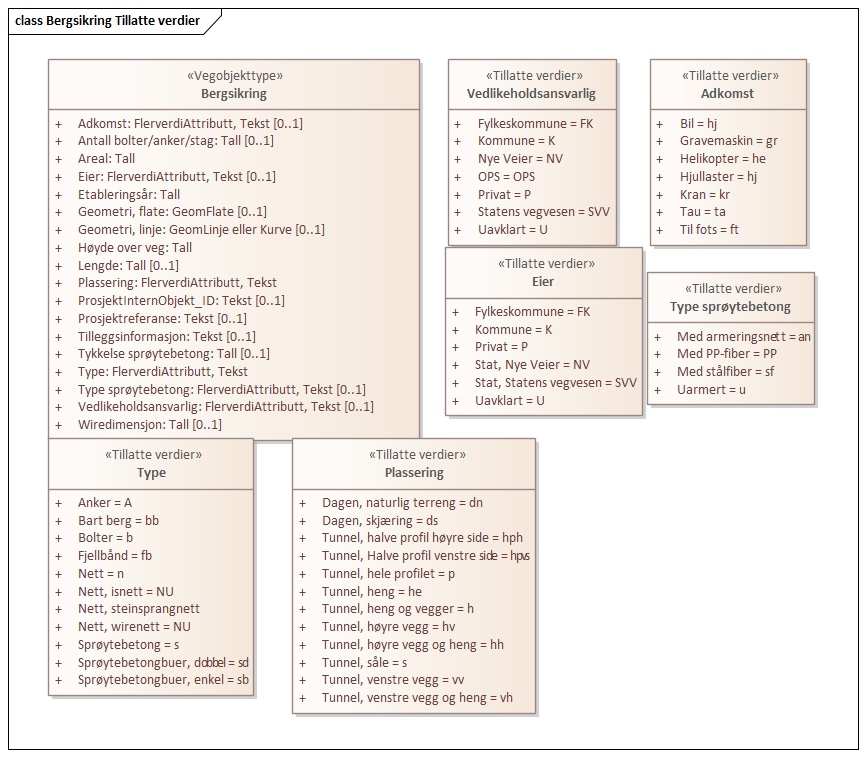 class Bergsikring Tillatte verdier
«Vegobjekttype»
Bergsikring
+ Adkomst: FlerverdiAttributt, Tekst [0..1]
+ Antall bolter/anker/stag: Tall [0..1]
+ Areal: Tall
+ Eier: FlerverdiAttributt, Tekst [0..1]
+ Etableringsår: Tall
+ Geometri, flate: GeomFlate [0..1]
+ Geometri, linje: GeomLinje eller Kurve [0..1]
+ Høyde over veg: Tall
+ Lengde: Tall [0..1]
+ Plassering: FlerverdiAttributt, Tekst
+ ProsjektInternObjekt_ID: Tekst [0..1]
+ Prosjektreferanse: Tekst [0..1]
+ Tilleggsinformasjon: Tekst [0..1]
+ Tykkelse sprøytebetong: Tall [0..1]
+ Type: FlerverdiAttributt, Tekst
+ Type sprøytebetong: FlerverdiAttributt, Tekst [0..1]
+ Vedlikeholdsansvarlig: FlerverdiAttributt, Tekst [0..1]
+ Wiredimensjon: Tall [0..1]
«Tillatte verdier»
Vedlikeholdsansvarlig
+ Fylkeskommune = FK
+ Kommune = K
+ Nye Veier = NV
+ OPS = OPS
+ Privat = P
+ Statens vegvesen = SVV
+ Uavklart = U
«Tillatte verdier»
Adkomst
+ Bil = hj
+ Gravemaskin = gr
+ Helikopter = he
+ Hjullaster = hj
+ Kran = kr
+ Tau = ta
+ Til fots = ft
«Tillatte verdier»
Eier
+ Fylkeskommune = FK
+ Kommune = K
+ Privat = P
+ Stat, Nye Veier = NV
+ Stat, Statens vegvesen = SVV
+ Uavklart = U
«Tillatte verdier»
Type sprøytebetong
+ Med armeringsnett = an
+ Med PP-fiber = PP
+ Med stålfiber = sf
+ Uarmert = u
«Tillatte verdier»
Type
+ Anker = A
+ Bart berg = bb
+ Bolter = b
+ Fjellbånd = fb
+ Nett = n
+ Nett, isnett = NU
+ Nett, steinsprangnett
+ Nett, wirenett = NU
+ Sprøytebetong = s
+ Sprøytebetongbuer, dobbel = sd
+ Sprøytebetongbuer, enkel = sb
«Tillatte verdier»
Plassering
+ Dagen, naturlig terreng = dn
+ Dagen, skjæring = ds
+ Tunnel, halve profil høyre side = hph
+ Tunnel, Halve profil venstre side = hpvs
+ Tunnel, hele profilet = p
+ Tunnel, heng = he
+ Tunnel, heng og vegger = h
+ Tunnel, høyre vegg = hv
+ Tunnel, høyre vegg og heng = hh
+ Tunnel, såle = s
+ Tunnel, venstre vegg = vv
+ Tunnel, venstre vegg og heng = vh